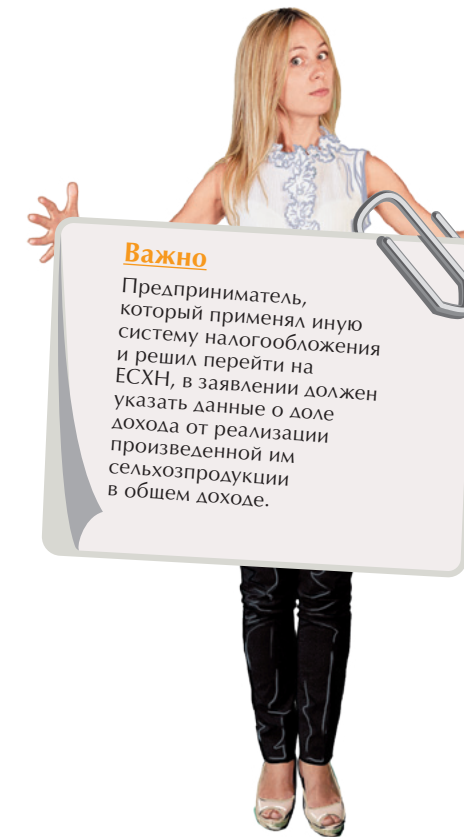 Важно
Предприниматель,
который применял иную
систему налогообложения
и решил перейти на
ЕСХН, в заявлении должен
указать данные о доле
дохода от реализации
произведенной им
сельхозпродукции
в общем доходе.